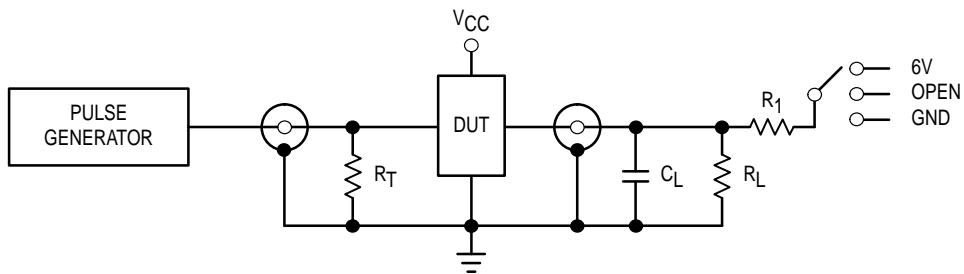 VCC
PULSE
GENERATOR
DUT
RT
CL
RL
R1
6V
OPEN
GND